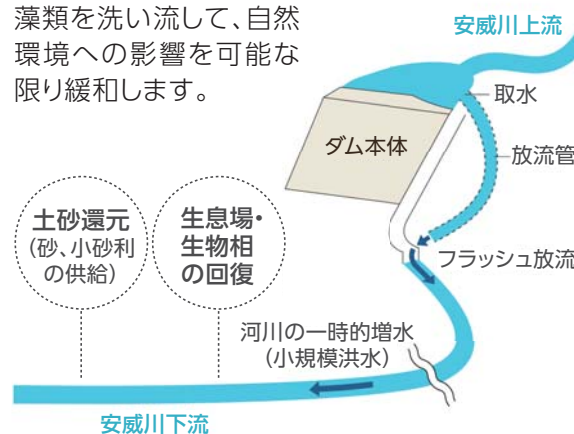 藻類を洗い流して、自然
環境への影響を可能な
限り緩和します。
安威川上流
取水
ダム本体
放流管
土砂還元
(砂、小砂利
の供給)
生息場・
生物相
の回復
フラッシュ放流
河川の一時的増水
(小規模洪水)
安威川下流